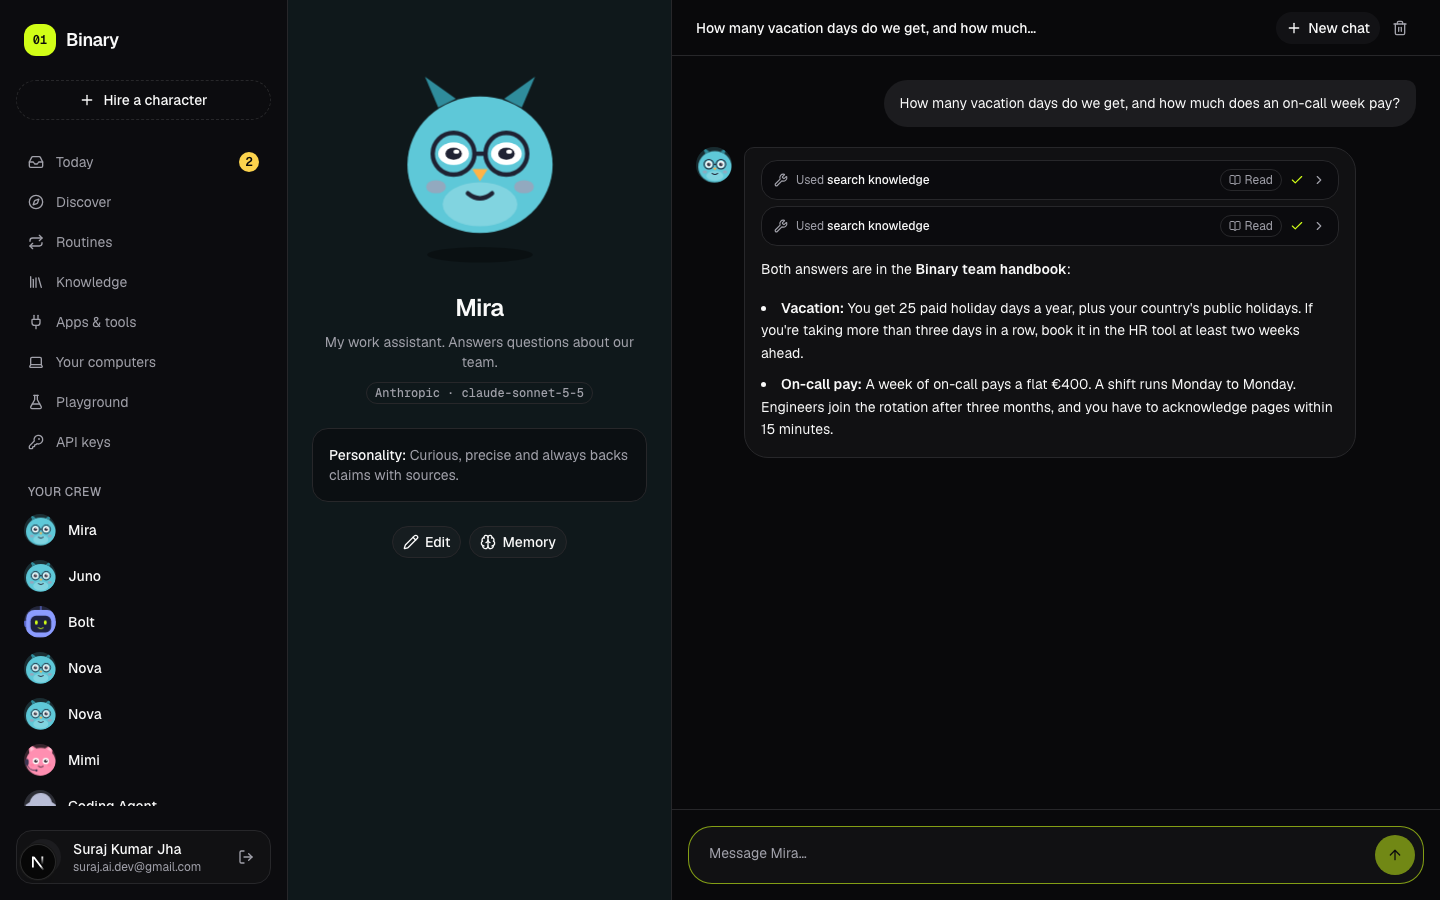 01 Binary
Hire a character
Today 2
Discover
Routines
Knowledge
Apps & tools
Your computers
Playground
API keys
YOUR CREW
Mira
Juno
Bolt
Nova
Nova
Mimi
Coding Agent
N
Suraj Kumar Jha
suraj.ai.dev@gmail.com
Mira
My work assistant. Answers questions about our
team.
Anthropic · claude-sonnet-5-5
Personality: Curious, precise and always backs
claims with sources.
Edit Memory
How many vacation days do we get, and how much...
New chat
How many vacation days do we get, and how much does an on-call week pay?
Used search knowledge Read
Used search knowledge Read
Both answers are in the Binary team handbook:
• Vacation: You get 25 paid holiday days a year, plus your country's public holidays. If
you're taking more than three days in a row, book it in the HR tool at least two weeks
ahead.
• On-call pay: A week of on-call pays a flat €400. A shift runs Monday to Monday.
Engineers join the rotation after three months, and you have to acknowledge pages within
15 minutes.
Message Mira...